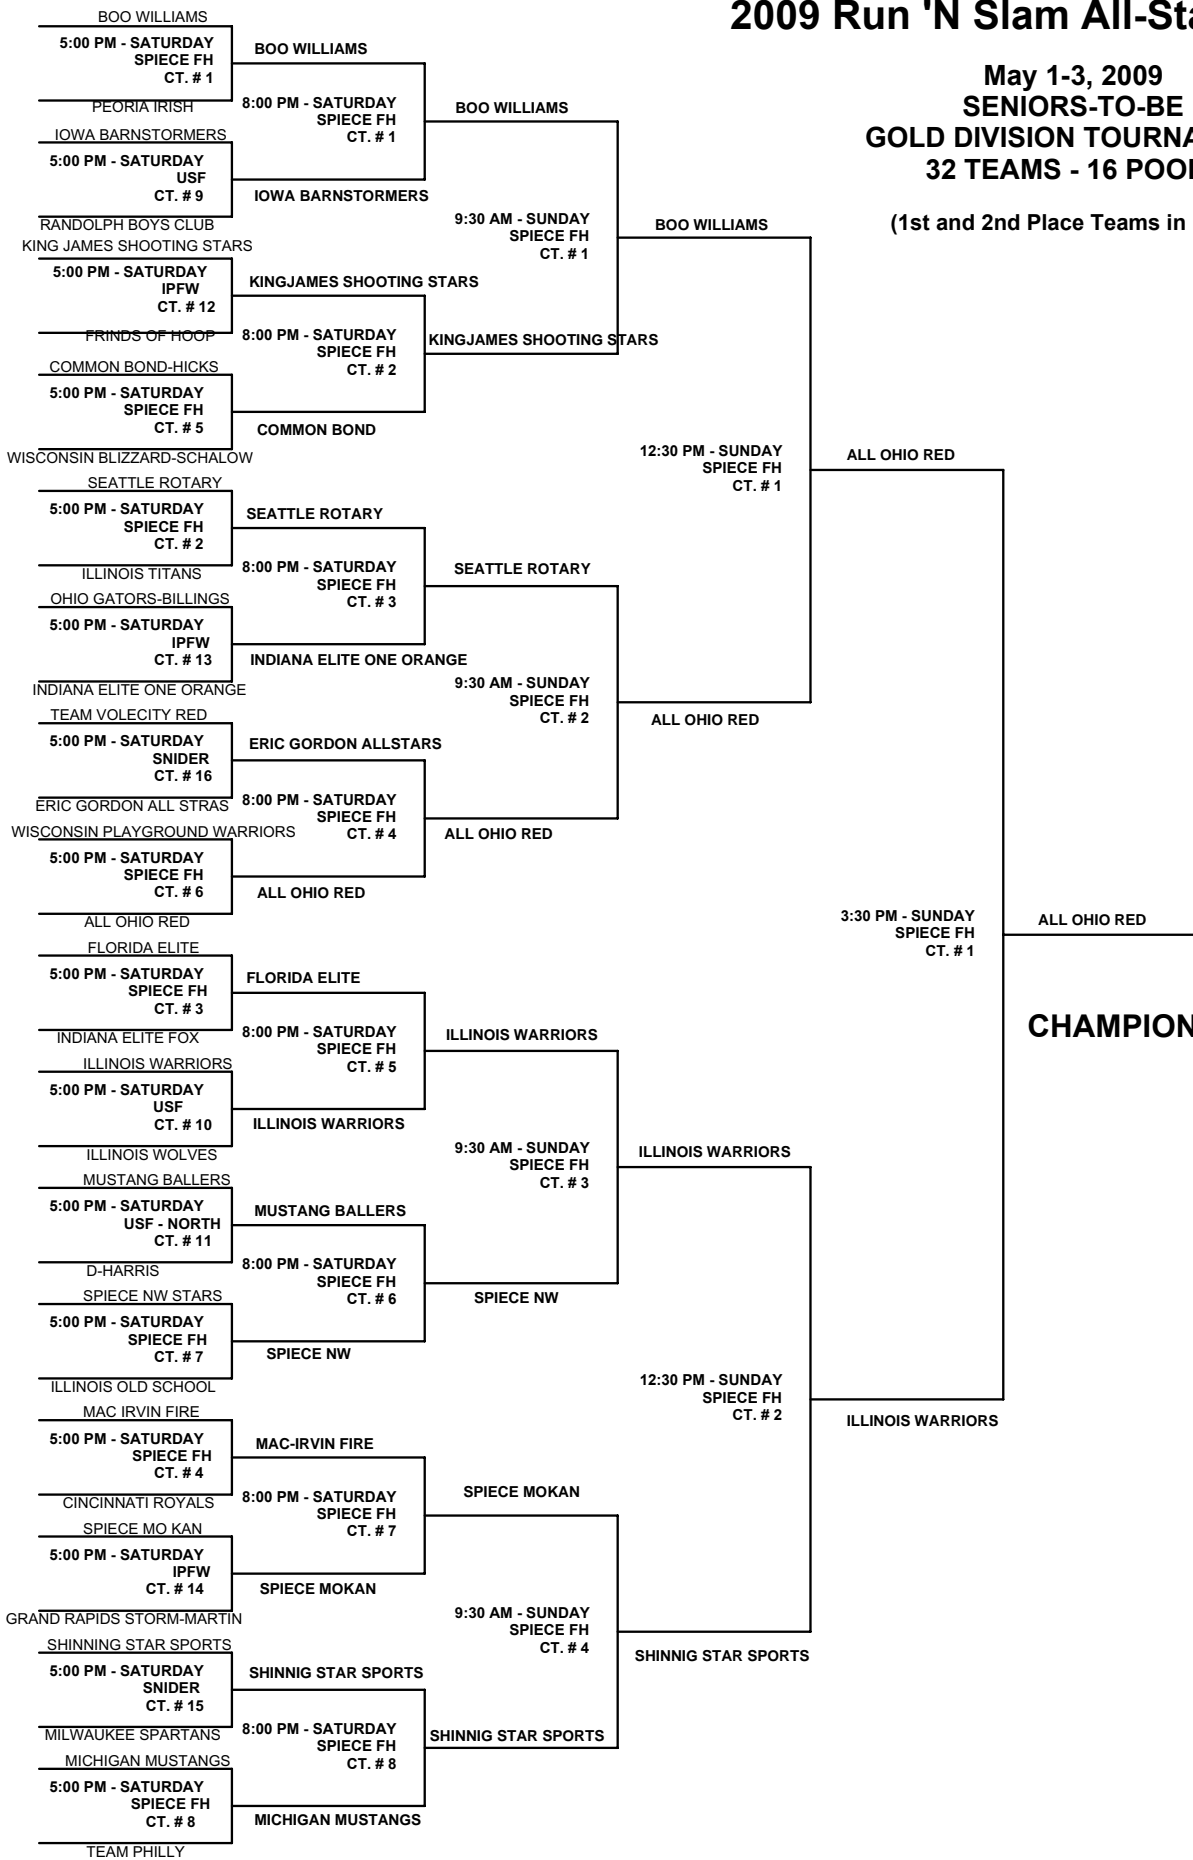 2009 Run 'N Slam All-Sta
May 1-3, 2009
SENIORS-TO-BE
GOLD DIVISION TOURNA
32 TEAMS - 16 POOL
(1st and 2nd Place Teams in
BOO WILLIAMS
5:00 PM - SATURDAY
SPIECE FH
CT. # 1
PEORIA IRISH
IOWA BARNSTORMERS
5:00 PM - SATURDAY
USF
CT. # 9
RANDOLPH BOYS CLUB
KING JAMES SHOOTING STARS
5:00 PM - SATURDAY
IPFW
CT. # 12
FRINDS OF HOOP
COMMON BOND-HICKS
5:00 PM - SATURDAY
SPIECE FH
CT. # 5
WISCONSIN BLIZZARD-SCHALOW
SEATTLE ROTARY
5:00 PM - SATURDAY
SPIECE FH
CT. # 2
ILLINOIS TITANS
OHIO GATORS-BILLINGS
5:00 PM - SATURDAY
IPFW
CT. # 13
INDIANA ELITE ONE ORANGE
TEAM VOLECITY RED
5:00 PM - SATURDAY
SNIDER
CT. # 16
ERIC GORDON ALL STRAS
WISCONSIN PLAYGROUND WARRIORS
5:00 PM - SATURDAY
SPIECE FH
CT. # 6
ALL OHIO RED
FLORIDA ELITE
5:00 PM - SATURDAY
SPIECE FH
CT. # 3
INDIANA ELITE FOX
ILLINOIS WARRIORS
5:00 PM - SATURDAY
USF
CT. # 10
ILLINOIS WOLVES
MUSTANG BALLERS
5:00 PM - SATURDAY
USF - NORTH
CT. # 11
D-HARRIS
SPIECE NW STARS
5:00 PM - SATURDAY
SPIECE FH
CT. # 7
ILLINOIS OLD SCHOOL
MAC IRVIN FIRE
5:00 PM - SATURDAY
SPIECE FH
CT. # 4
CINCINNATI ROYALS
SPIECE MO KAN
5:00 PM - SATURDAY
IPFW
CT. # 14
GRAND RAPIDS STORM-MARTIN
SHINNING STAR SPORTS
5:00 PM - SATURDAY
SNIDER
CT. # 15
MILWAUKEE SPARTANS
MICHIGAN MUSTANGS
5:00 PM - SATURDAY
SPIECE FH
CT. # 8
TEAM PHILLY
BOO WILLIAMS
8:00 PM - SATURDAY
SPIECE FH
CT. # 1
IOWA BARNSTORMERS
KINGJAMES SHOOTING STARS
8:00 PM - SATURDAY
SPIECE FH
CT. # 2
COMMON BOND
SEATTLE ROTARY
8:00 PM - SATURDAY
SPIECE FH
CT. # 3
INDIANA ELITE ONE ORANGE
ERIC GORDON ALLSTARS
8:00 PM - SATURDAY
SPIECE FH
CT. # 4
ALL OHIO RED
FLORIDA ELITE
8:00 PM - SATURDAY
SPIECE FH
CT. # 5
ILLINOIS WARRIORS
MUSTANG BALLERS
8:00 PM - SATURDAY
SPIECE FH
CT. # 6
SPIECE NW
MAC-IRVIN FIRE
8:00 PM - SATURDAY
SPIECE FH
CT. # 7
SPIECE MOKAN
SHINNIG STAR SPORTS
8:00 PM - SATURDAY
SPIECE FH
CT. # 8
MICHIGAN MUSTANGS
BOO WILLIAMS
9:30 AM - SUNDAY
SPIECE FH
CT. # 1
KINGJAMES SHOOTING STARS
SEATTLE ROTARY
9:30 AM - SUNDAY
SPIECE FH
CT. # 2
ALL OHIO RED
ILLINOIS WARRIORS
9:30 AM - SUNDAY
SPIECE FH
CT. # 3
SPIECE NW
SPIECE MOKAN
9:30 AM - SUNDAY
SPIECE FH
CT. # 4
SHINNIG STAR SPORTS
BOO WILLIAMS
12:30 PM - SUNDAY
SPIECE FH
CT. # 1
ALL OHIO RED
ILLINOIS WARRIORS
12:30 PM - SUNDAY
SPIECE FH
CT. # 2
SHINNIG STAR SPORTS
ALL OHIO RED
3:30 PM - SUNDAY
SPIECE FH
CT. # 1
ILLINOIS WARRIORS
ALL OHIO RED
CHAMPION